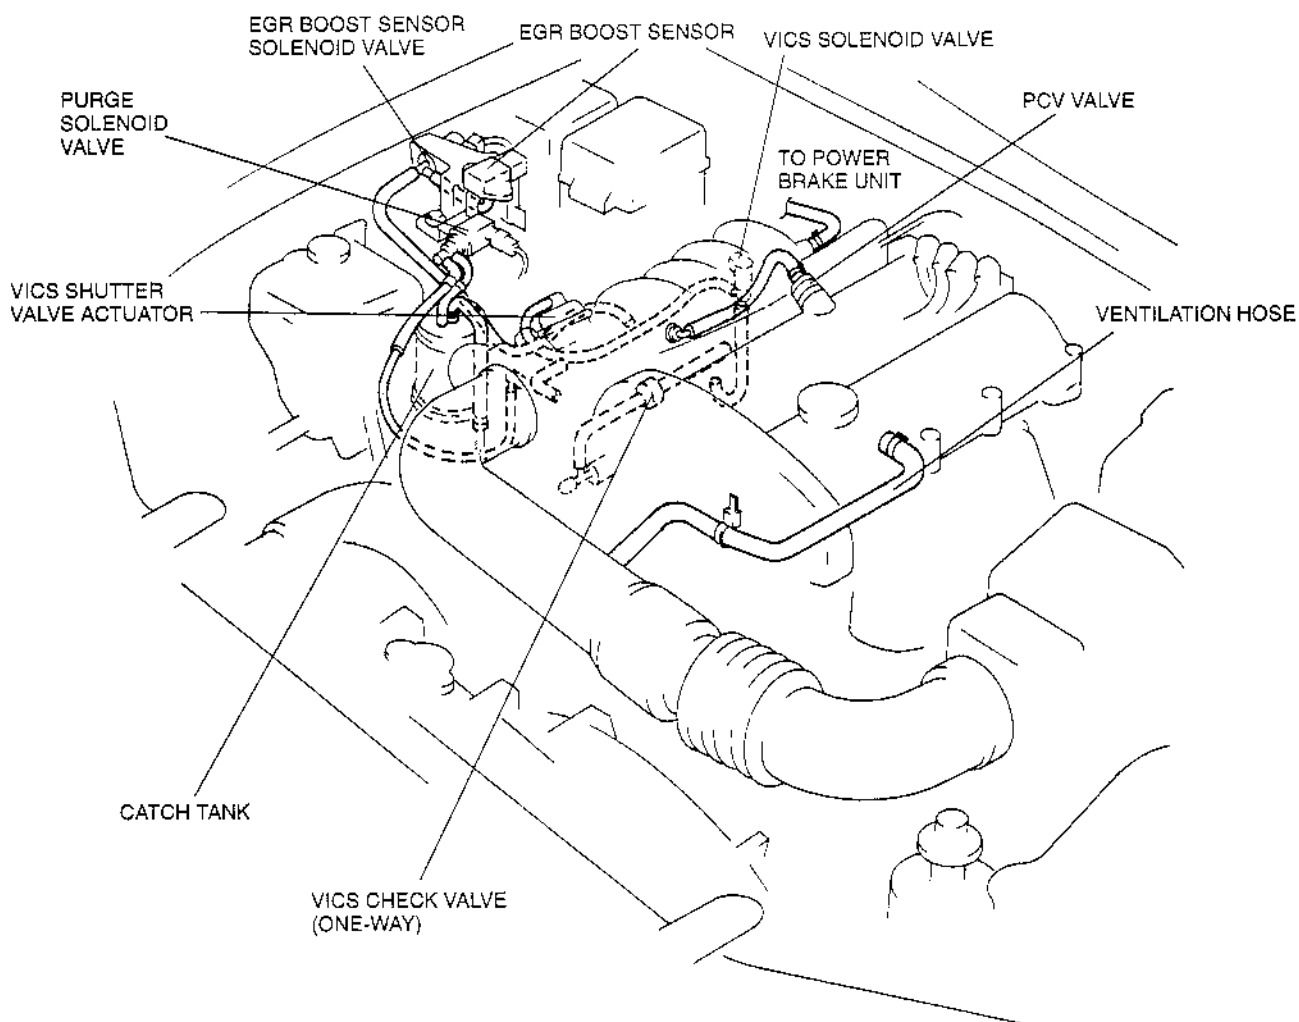 EGR BOOST SENSOR
SOLENOID VALVE
EGR BOOST SENSOR
VICS SOLENOID VALVE
PURGE
SOLENOID
VALVE
PCV VALVE
TO POWER
BRAKE UNIT
VICS SHUTTER
VALVE ACTUATOR
VENTILATION HOSE
CATCH TANK
VICS CHECK VALVE
(ONE-WAY)